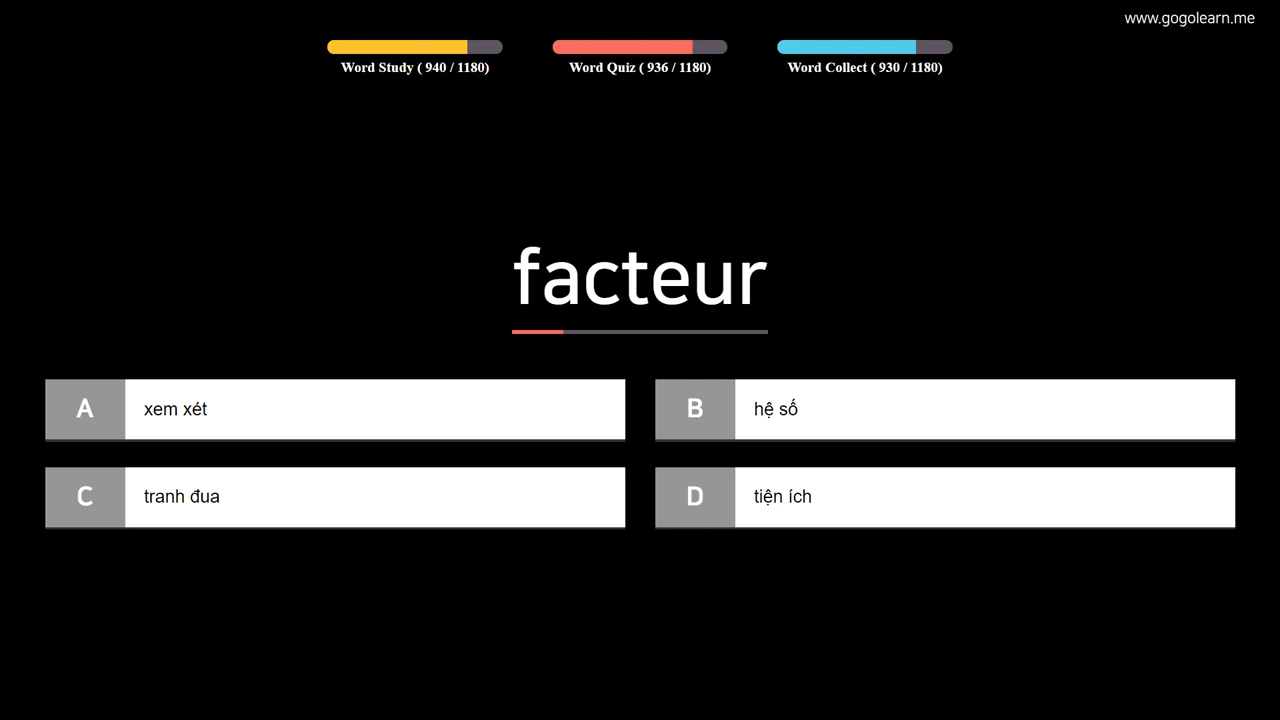 www.gogolearn.me
Word Study ( 940 / 1180)
Word Quiz ( 936 / 1180)
Word Collect ( 930 / 1180)
facteur
A xem xét
B hệ số
C tranh đua
D tiện ích